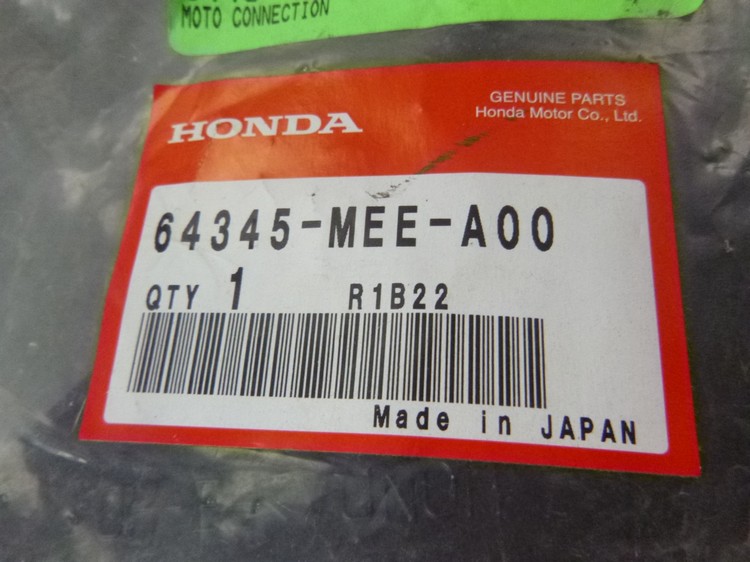 MOTO CONNECTION
HONDA
GENUINE PARTS
Honda Motor Co., Ltd.
64345-MEE-A00
QTY 1 R1B22
Made in JAPAN